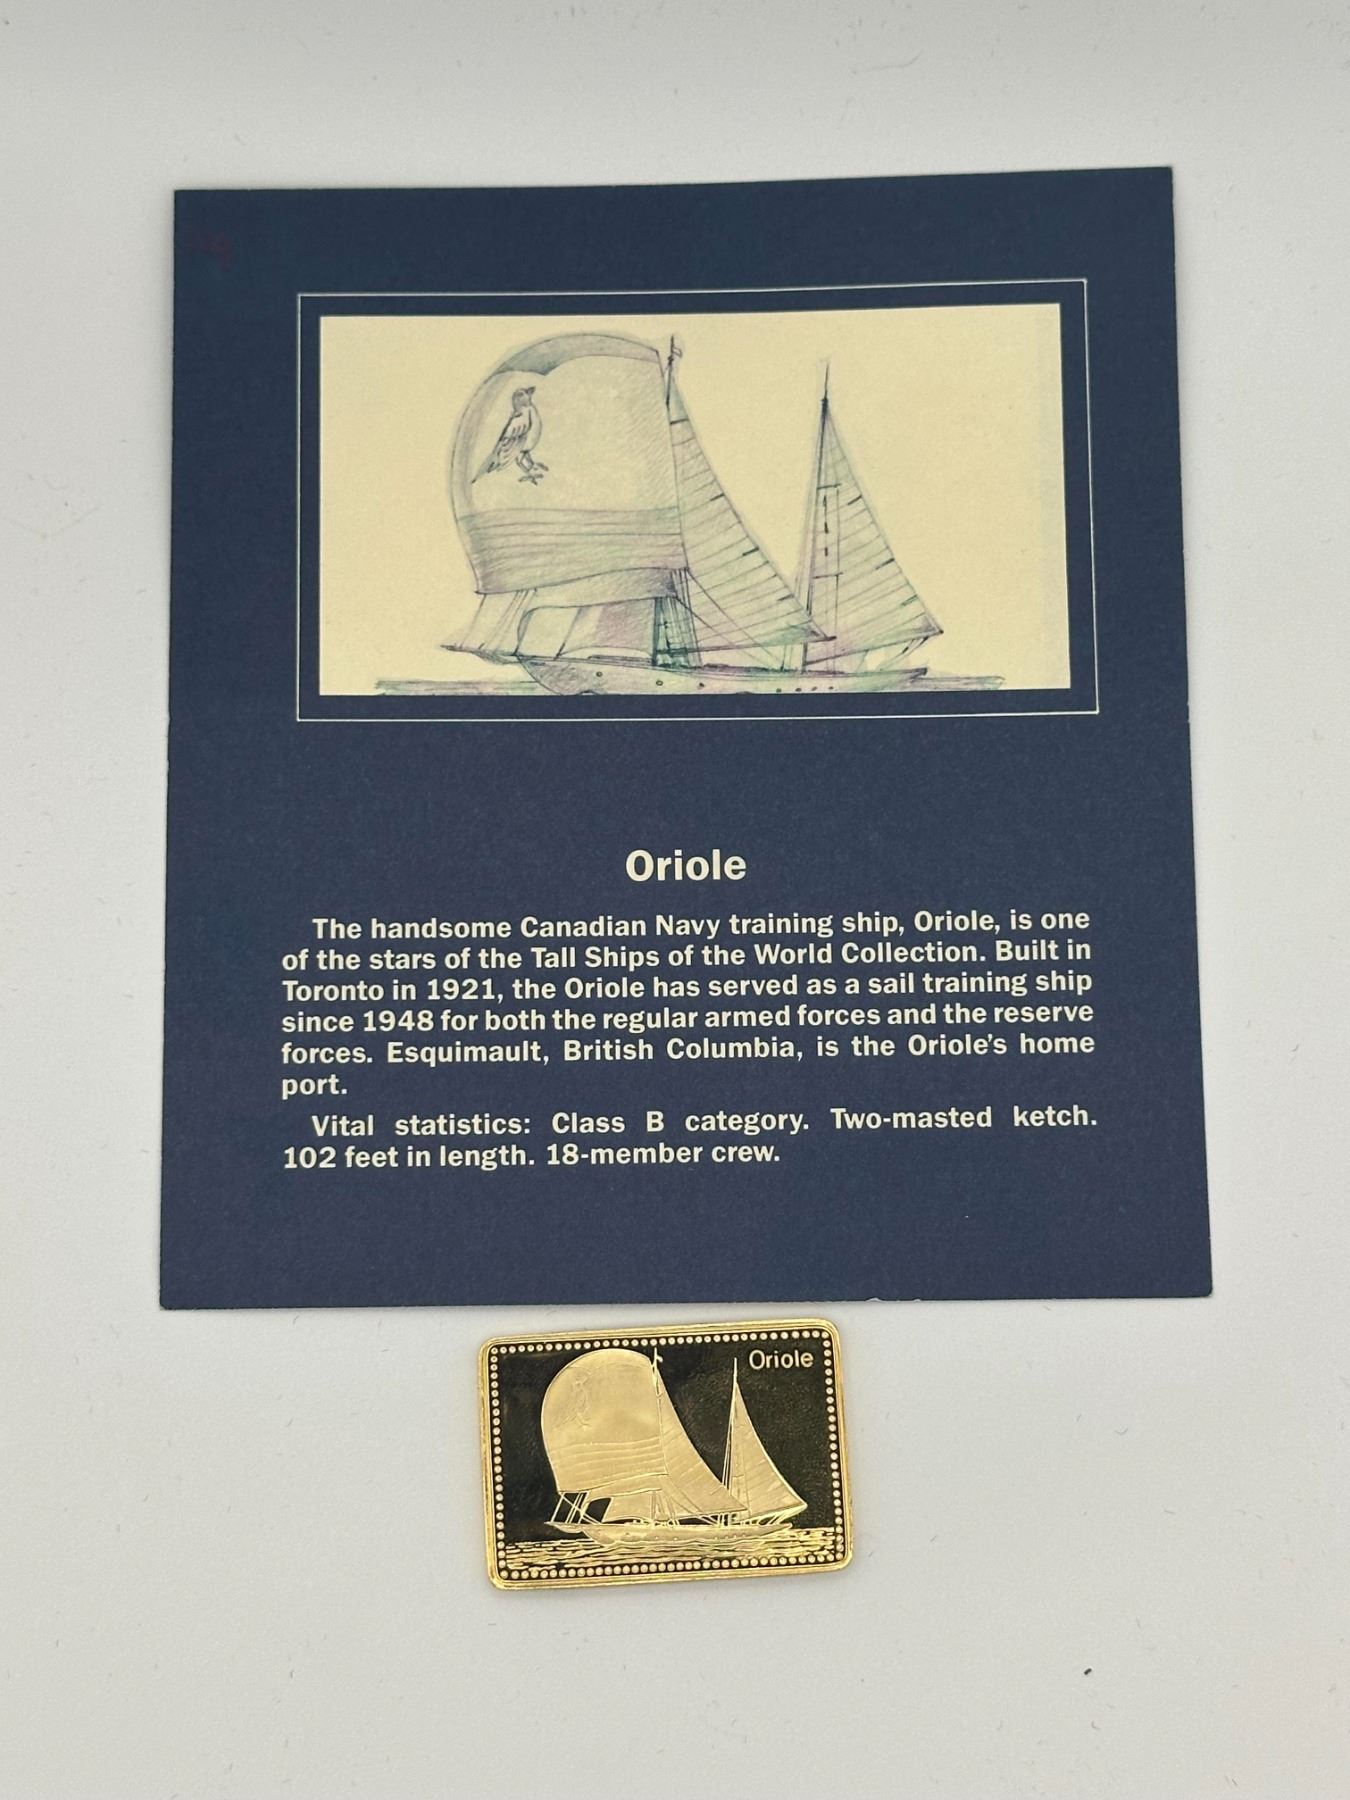 Oriole
The handsome Canadian Navy training ship, Oriole, is one
of the stars of the Tall Ships of the World Collection. Built in
Toronto in 1921, the Oriole has served as a sail training ship
since 1948 for both the regular armed forces and the reserve
forces. Esquimault, British Columbia, is the Oriole's home
port.
Vital statistics: Class B category. Two-masted ketch.
102 feet in length. 18-member crew.
Oriole